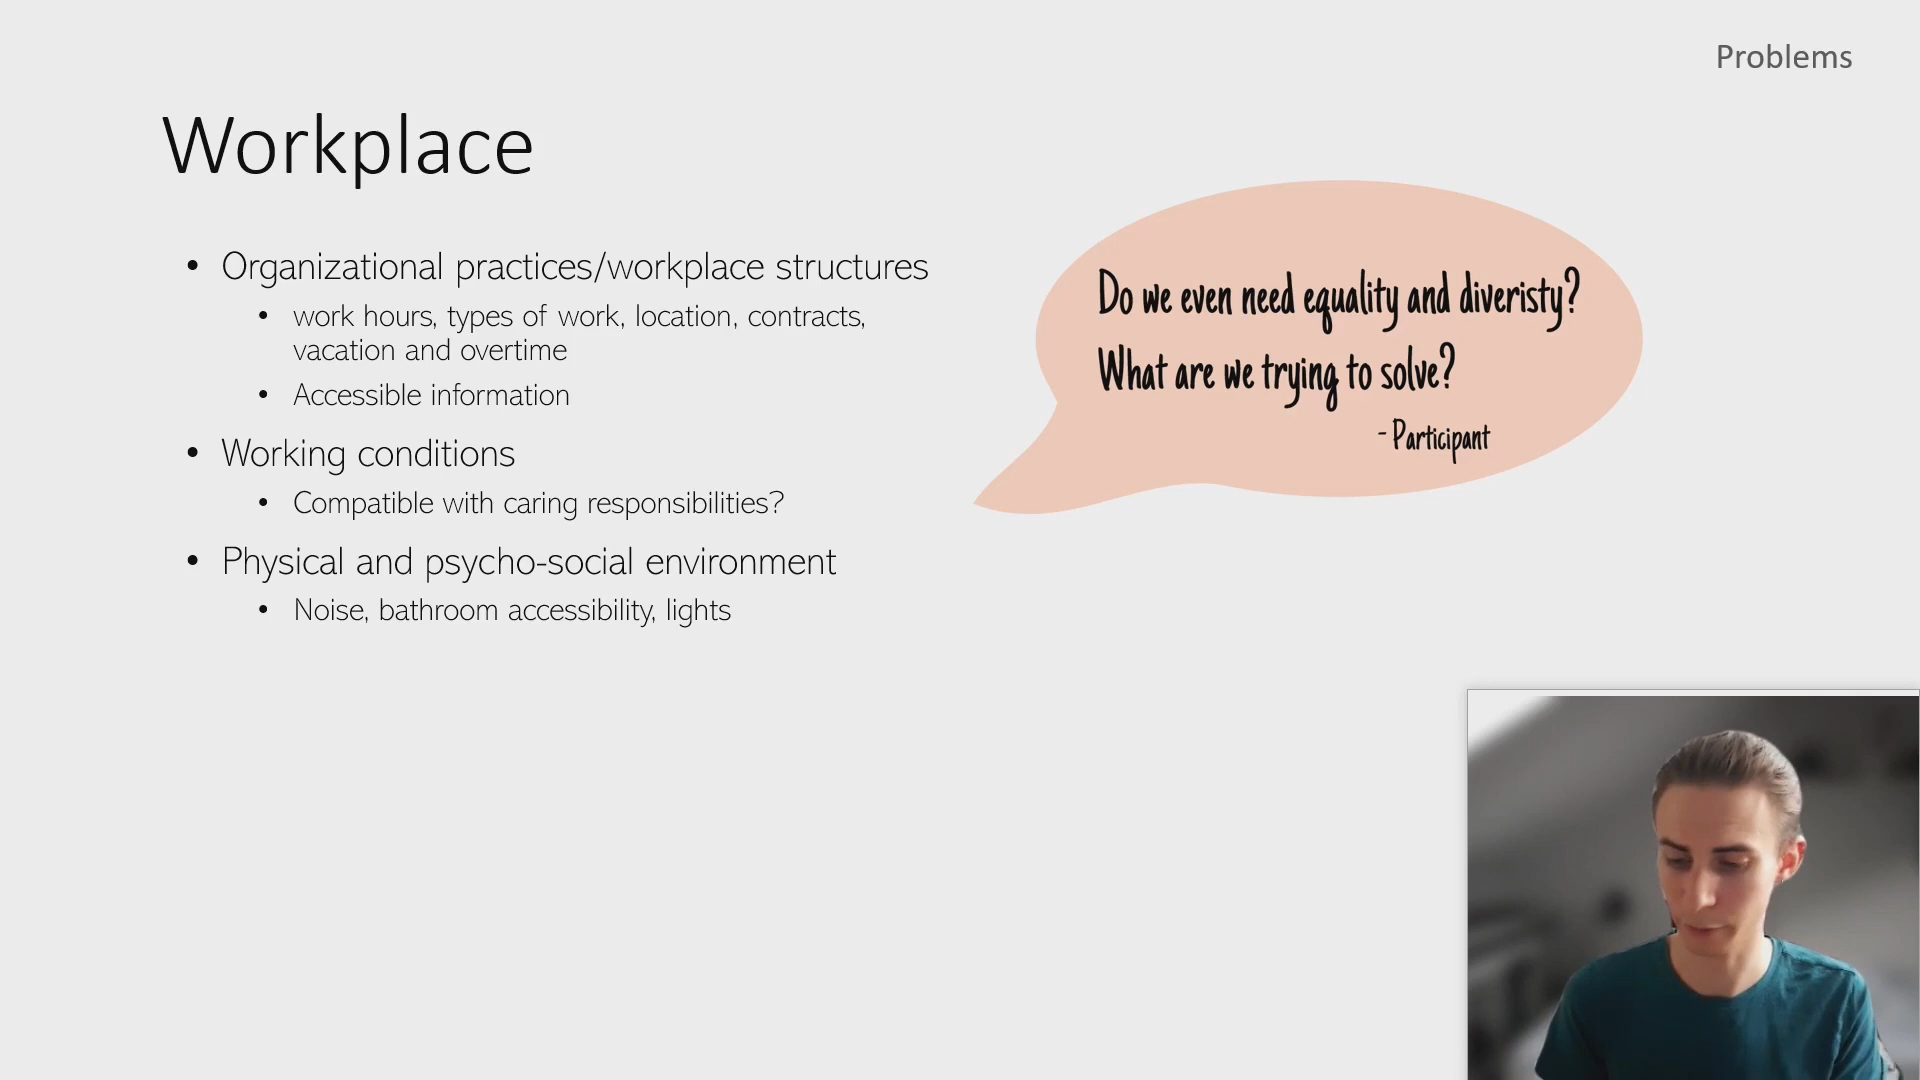 Problems
Workplace
• Organizational practices/workplace structures
• work hours, types of work, location, contracts,
vacation and overtime
• Accessible information
• Working conditions
• Compatible with caring responsibilities?
• Physical and psycho-social environment
• Noise, bathroom accessibility, lights
Do we even need equality and diveristy?
What are we trying to solve?
- Participant